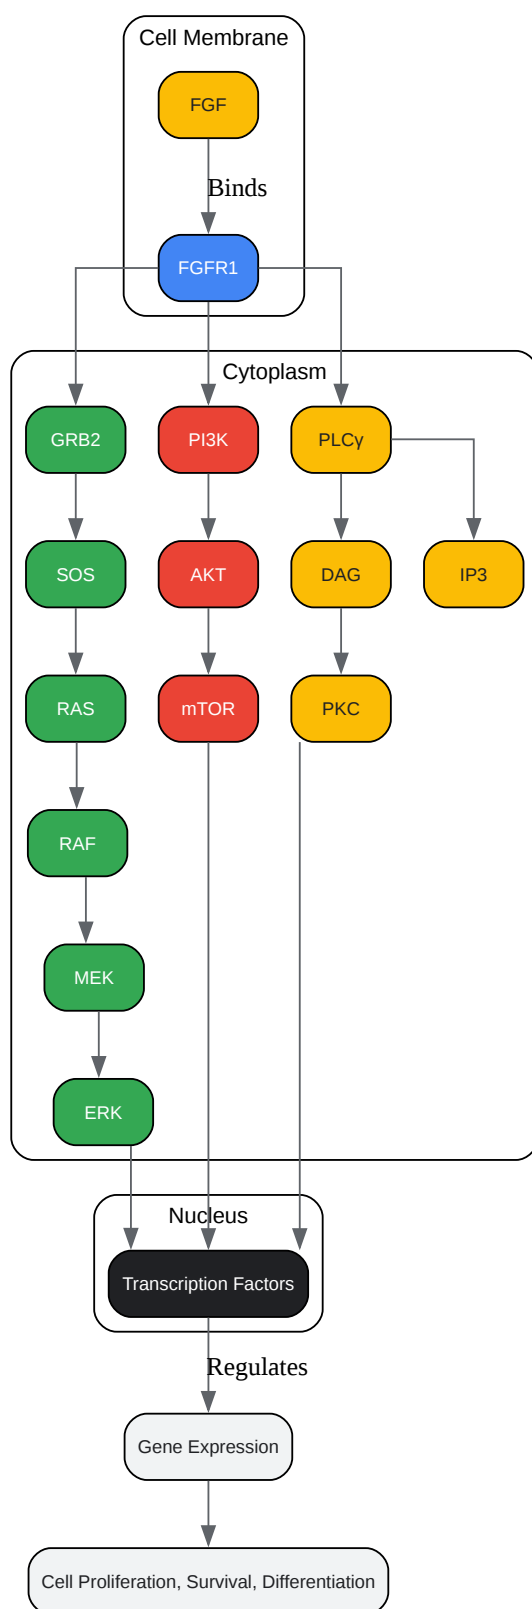 Cell Membrane
FGF
Binds
FGFR1
Cytoplasm
GRB2
PI3K
PLCγ
SOS
AKT
DAG
IP3
RAS
mTOR
PKC
RAF
MEK
ERK
Nucleus
Transcription Factors
Regulates
Gene Expression
Cell Proliferation, Survival, Differentiation